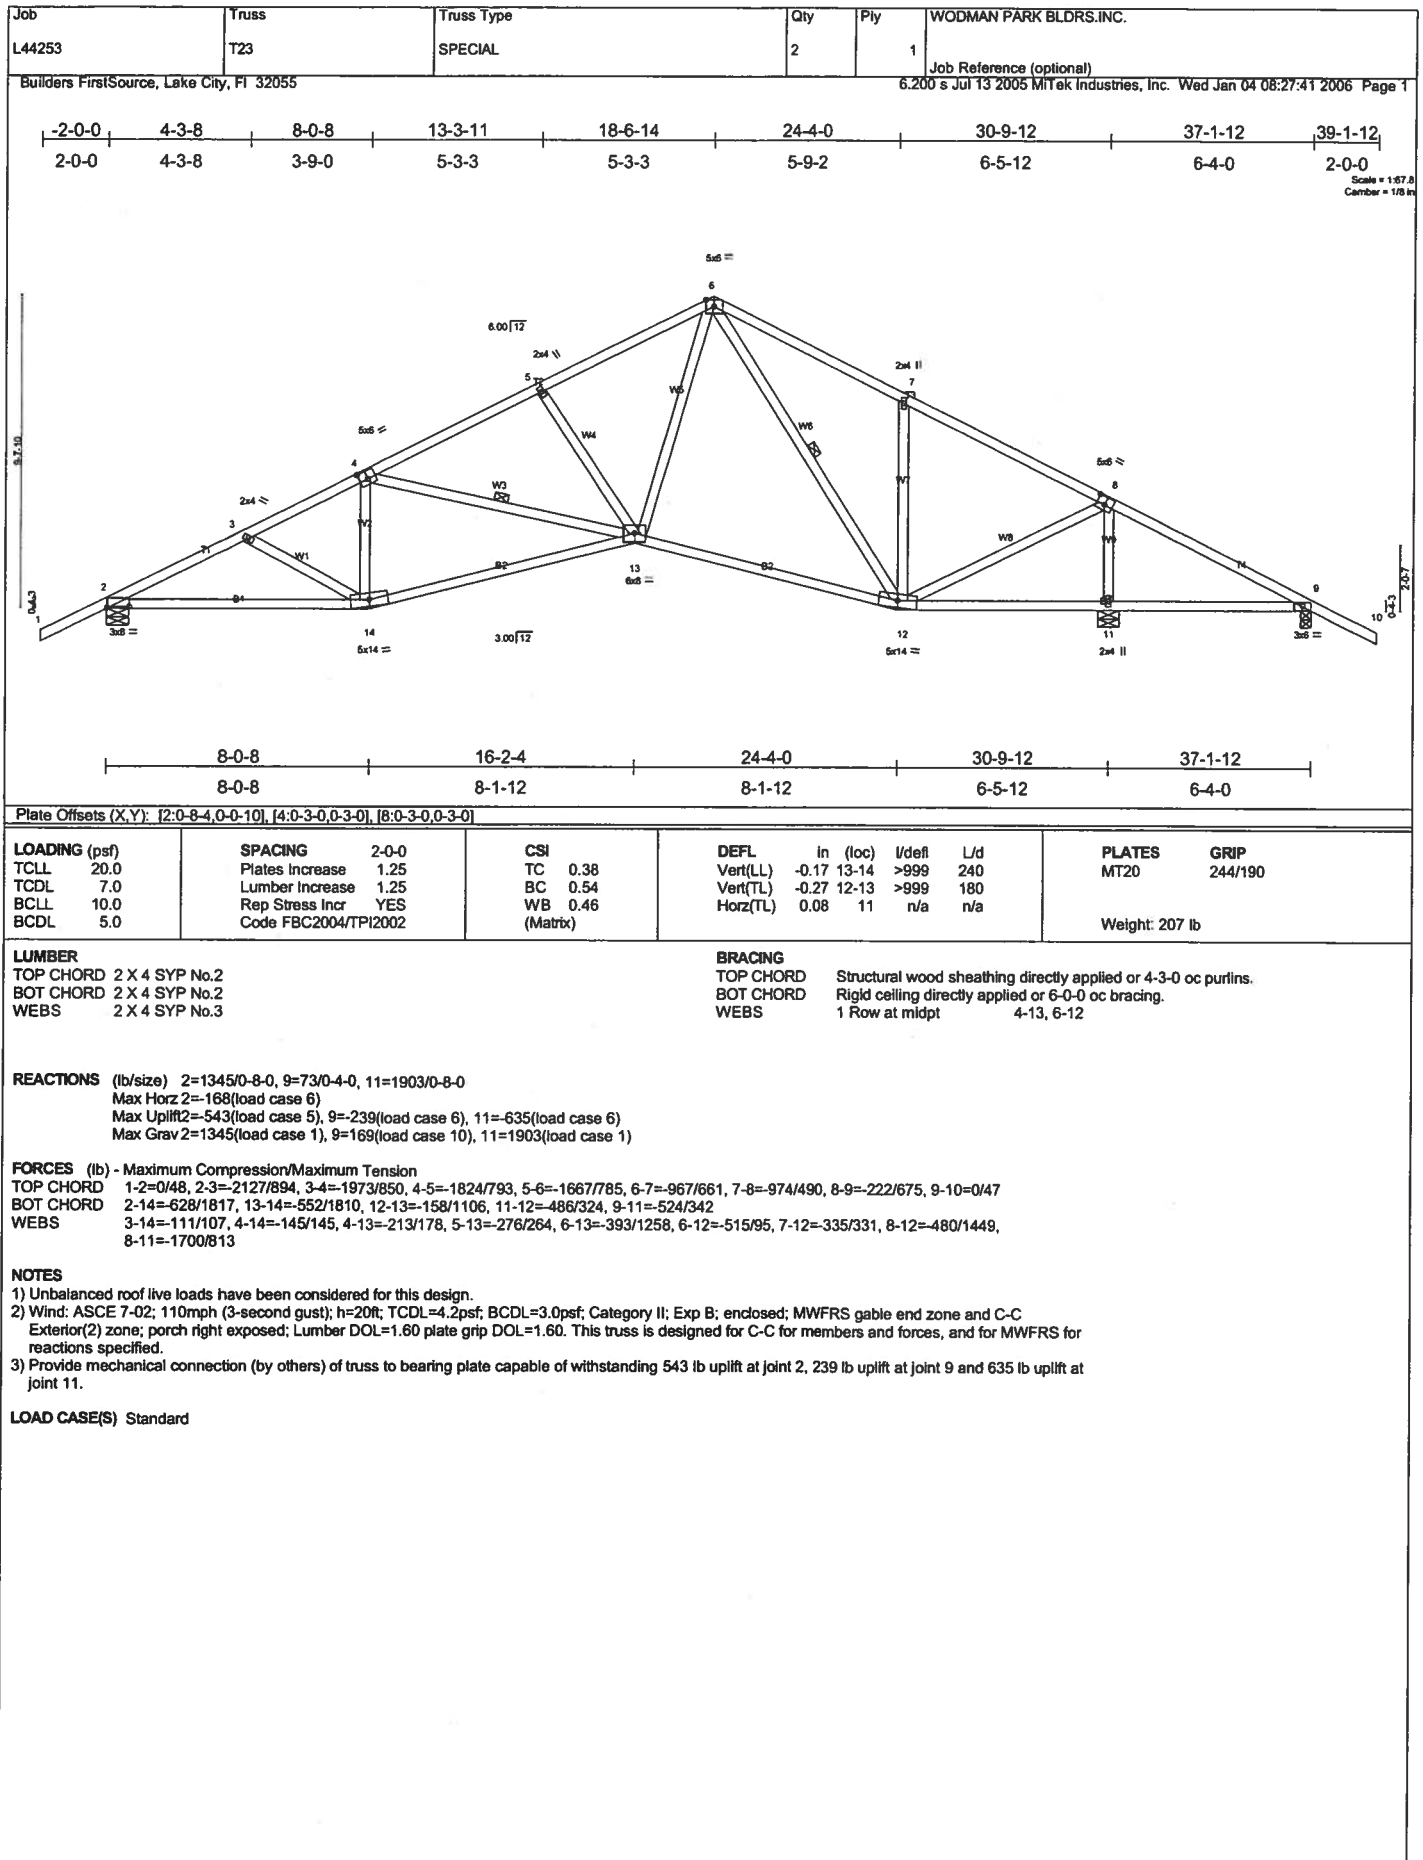 Job Truss Truss Type Qty Ply WODMAN PARK BLDRS.INC.
L44253 T23 SPECIAL 2 1
Job Reference (optional)
Builders FirstSource, Lake City, Fl 32055 6.200 s Jul 13 2005 MiTek Industries, Inc. Wed Jan 04 08:27:41 2006 Page 1
-2-0-0 4-3-8 8-0-8 13-3-11 18-6-14 24-4-0 30-9-12 37-1-12 39-1-12
2-0-0 4-3-8 3-9-0 5-3-3 5-3-3 5-9-2 6-5-12 6-4-0 2-0-0
Scale = 1:67.8
Camber = 1/8 in
5x6 =
6
6.00 12
2x4 \\
5
2x4 ||
7
W5
W4
W6
5x6 =
4
5x6 =
8
9-7-10
W3
W7
2x4 \\
3
W2
T1
W1
W8
W9
B2
13
6x8 =
B2
T4
2
B1
9
2-0-7
0-4-3
1
3x8 =
14
5x14 =
3.00 12
12
5x14 =
11
2x4 ||
3x6 =
10
0-4-3
8-0-8 16-2-4 24-4-0 30-9-12 37-1-12
8-0-8 8-1-12 8-1-12 6-5-12 6-4-0
Plate Offsets (X,Y): [2:0-8-4,0-0-10], [4:0-3-0,0-3-0], [8:0-3-0,0-3-0]
LOADING (psf) SPACING 2-0-0 CSI DEFL in (loc) l/defl L/d PLATES GRIP
TCLL 20.0 Plates Increase 1.25 TC 0.38 Vert(LL) -0.17 13-14 >999 240 MT20 244/190
TCDL 7.0 Lumber Increase 1.25 BC 0.54 Vert(TL) -0.27 12-13 >999 180
BCLL 10.0 Rep Stress Incr YES WB 0.46 Horz(TL) 0.08 11 n/a n/a
BCDL 5.0 Code FBC2004/TPI2002 (Matrix) Weight: 207 lb
LUMBER
TOP CHORD 2 X 4 SYP No.2
BOT CHORD 2 X 4 SYP No.2
WEBS 2 X 4 SYP No.3
BRACING
TOP CHORD Structural wood sheathing directly applied or 4-3-0 oc purlins.
BOT CHORD Rigid ceiling directly applied or 6-0-0 oc bracing.
WEBS 1 Row at midpt 4-13, 6-12
REACTIONS (lb/size) 2=1345/0-8-0, 9=73/0-4-0, 11=1903/0-8-0
Max Horz 2=-168(load case 6)
Max Uplift2=-543(load case 5), 9=-239(load case 6), 11=-635(load case 6)
Max Grav 2=1345(load case 1), 9=169(load case 10), 11=1903(load case 1)
FORCES (lb) - Maximum Compression/Maximum Tension
TOP CHORD 1-2=0/48, 2-3=-2127/894, 3-4=-1973/850, 4-5=-1824/793, 5-6=-1667/785, 6-7=-967/661, 7-8=-974/490, 8-9=-222/675, 9-10=0/47
BOT CHORD 2-14=-628/1817, 13-14=-552/1810, 12-13=-158/1106, 11-12=-486/324, 9-11=-524/342
WEBS 3-14=-111/107, 4-14=-145/145, 4-13=-213/178, 5-13=-276/264, 6-13=-393/1258, 6-12=-515/95, 7-12=-335/331, 8-12=-480/1449,
8-11=-1700/813
NOTES
1) Unbalanced roof live loads have been considered for this design.
2) Wind: ASCE 7-02; 110mph (3-second gust); h=20ft; TCDL=4.2psf; BCDL=3.0psf; Category II; Exp B; enclosed; MWFRS gable end zone and C-C
Exterior(2) zone; porch right exposed; Lumber DOL=1.60 plate grip DOL=1.60. This truss is designed for C-C for members and forces, and for MWFRS for
reactions specified.
3) Provide mechanical connection (by others) of truss to bearing plate capable of withstanding 543 lb uplift at joint 2, 239 lb uplift at joint 9 and 635 lb uplift at
joint 11.
LOAD CASE(S) Standard